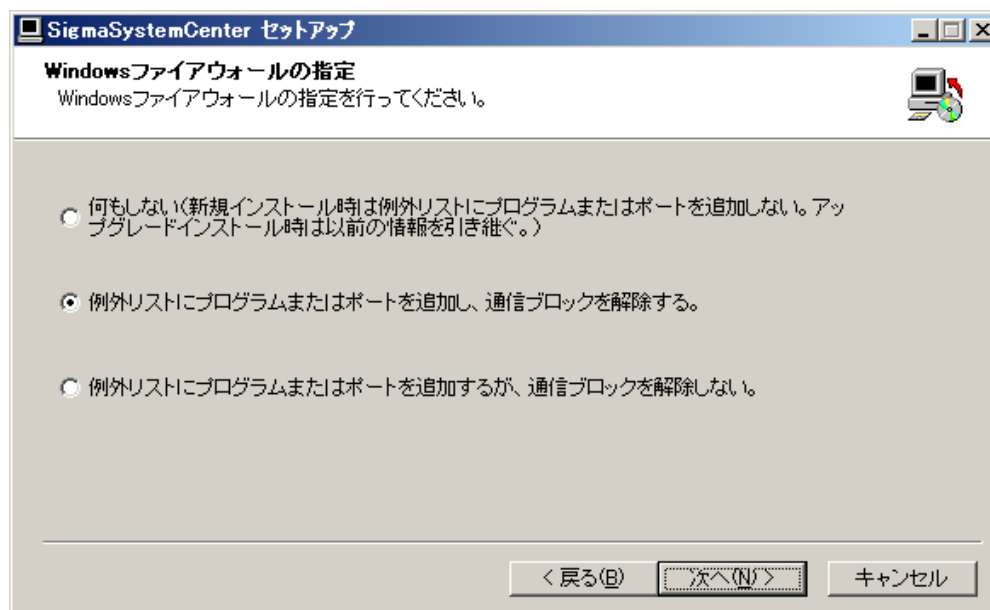 SigmaSystemCenter セットアップ
Windowsファイアウォールの指定
Windowsファイアウォールの指定を行ってください。
何もしない(新規インストール時は例外リストにプログラムまたはポートを追加しない。アッ
プグレードインストール時は以前の情報を引き継ぐ。)
例外リストにプログラムまたはポートを追加し、通信ブロックを解除する。
例外リストにプログラムまたはポートを追加するが、通信ブロックを解除しない。
< 戻る(B) 次へ(N) > キャンセル